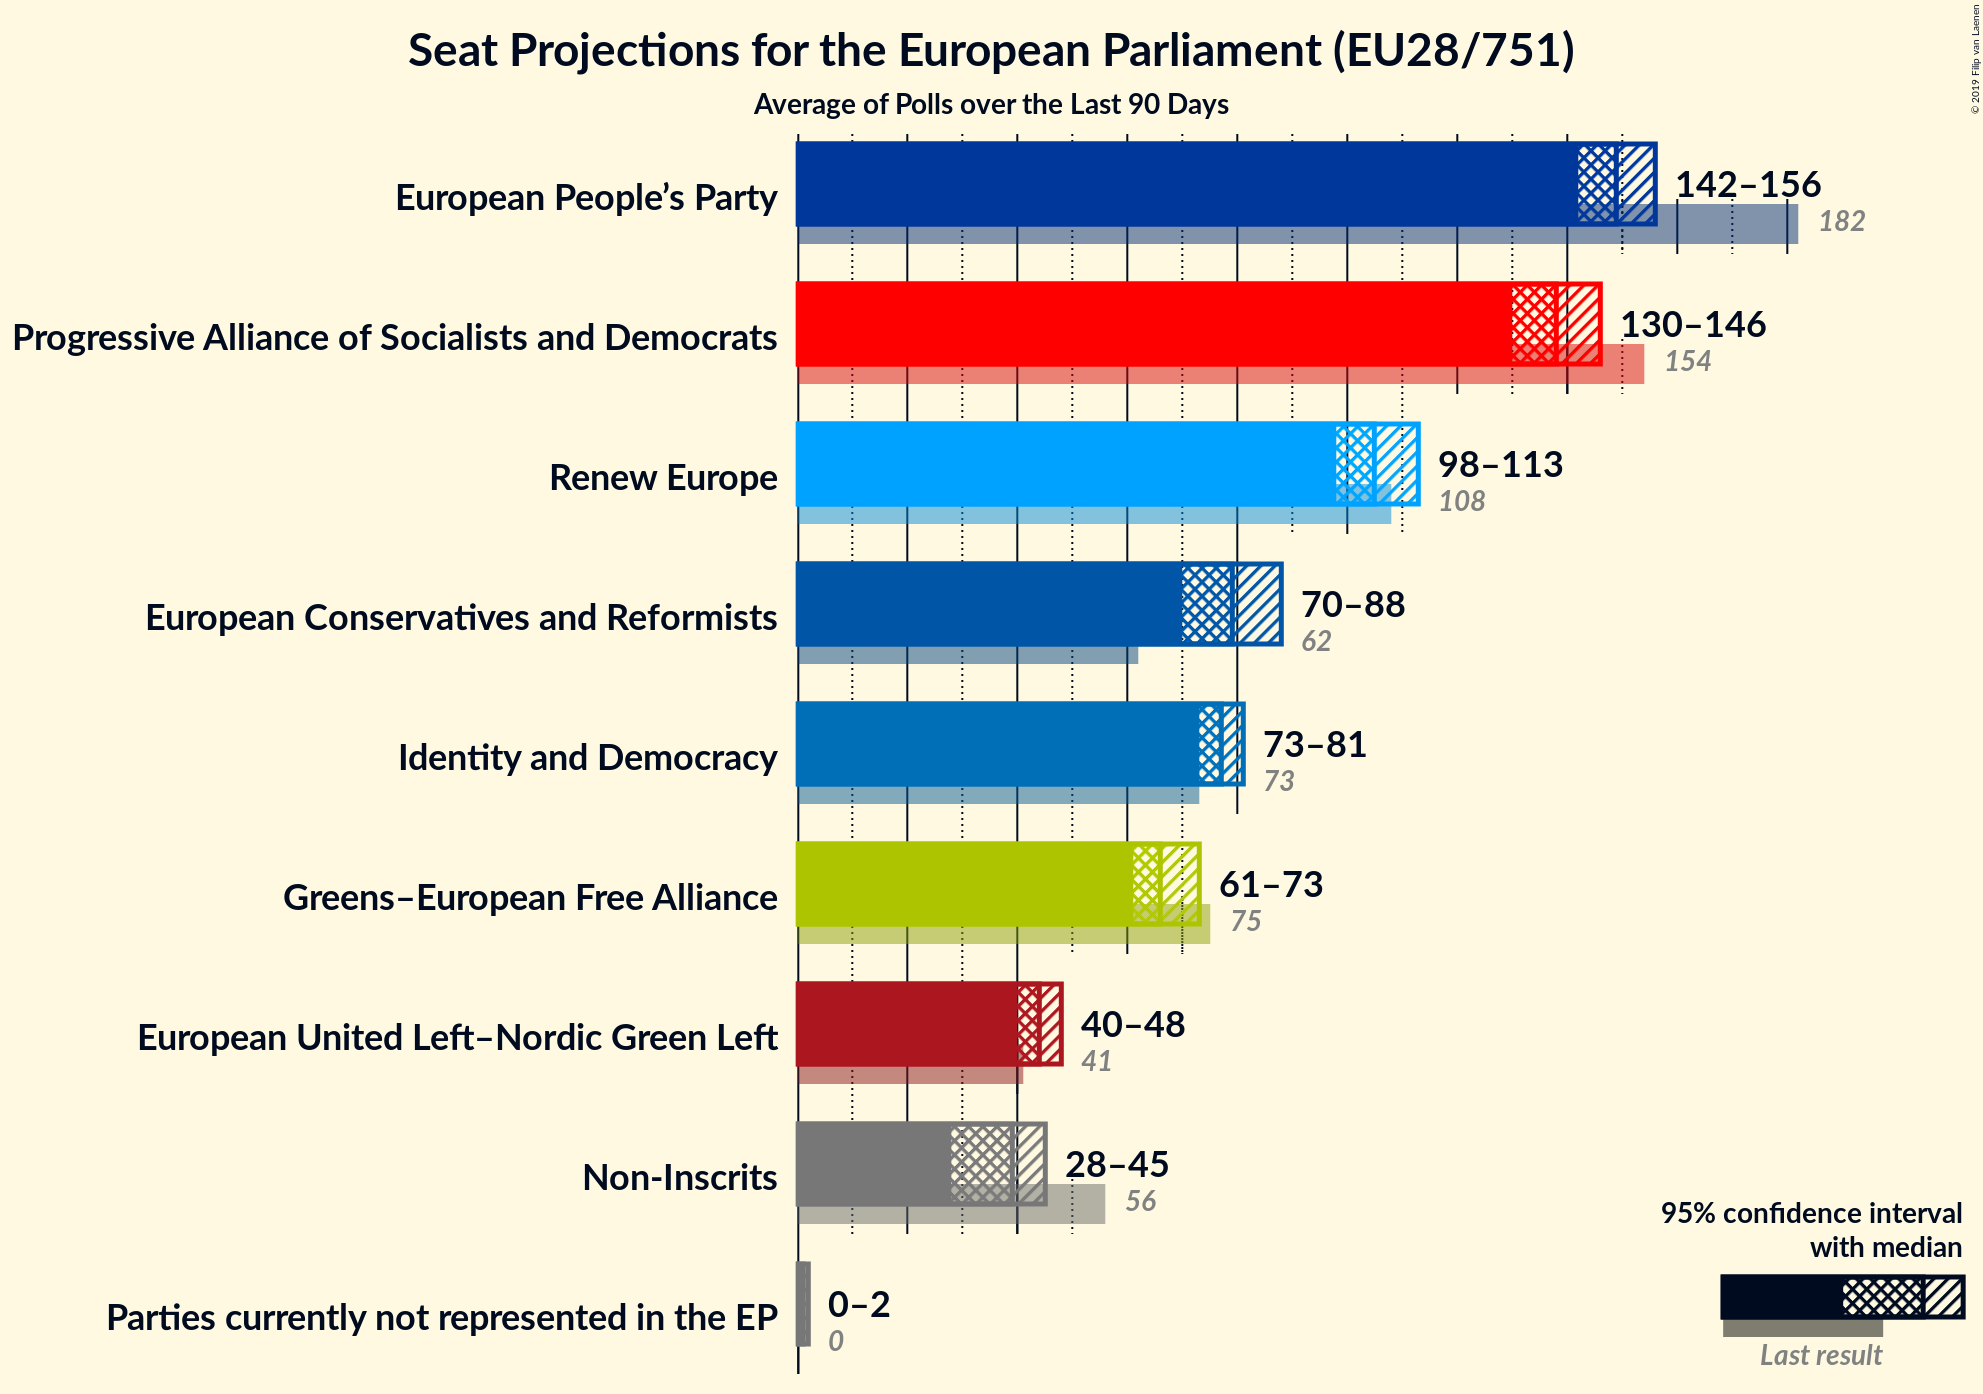 Seat Projections for the European Parliament (EU28/751)
Average of Polls over the Last 90 Days
© 2019 Filip van Laenen
European People’s Party
142–156
182
Progressive Alliance of Socialists and Democrats
130–146
154
Renew Europe
98–113
108
European Conservatives and Reformists
70–88
62
Identity and Democracy
73–81
73
Greens–European Free Alliance
61–73
75
European United Left–Nordic Green Left
40–48
41
Non-Inscrits
28–45
56
Parties currently not represented in the EP
0–2
0
95% confidence interval
with median
Last result